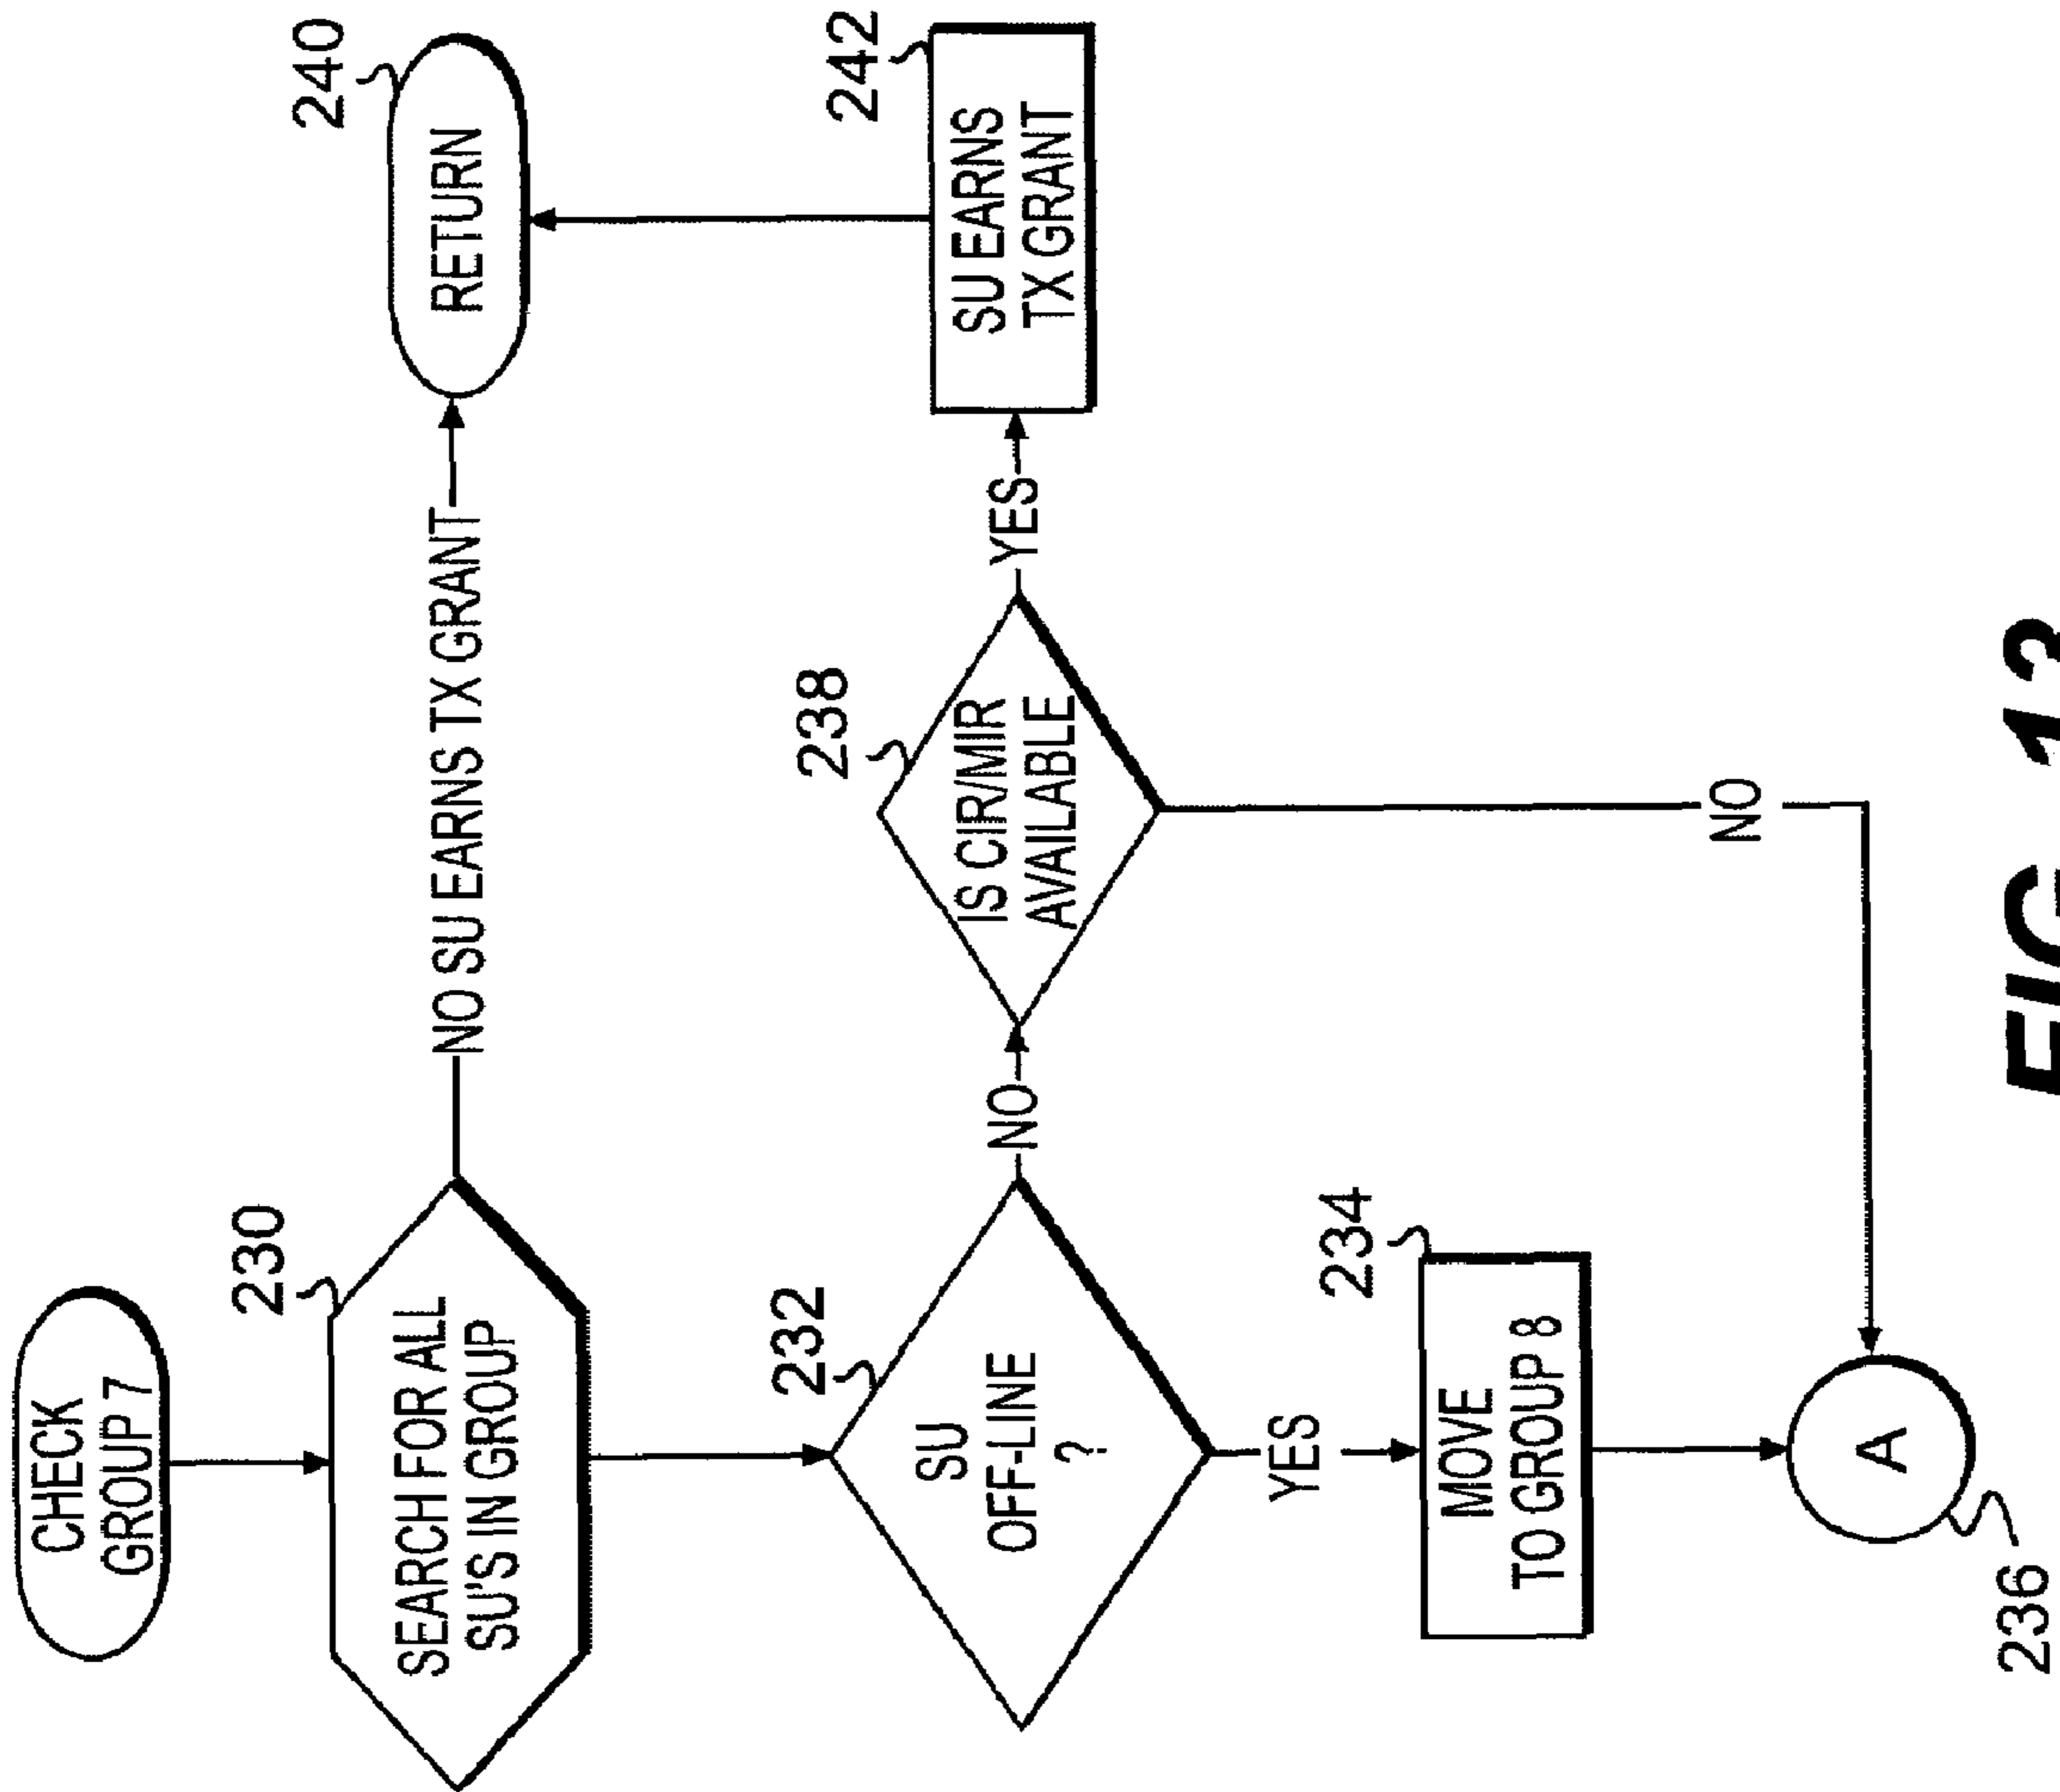 CHECK
GROUP 7
230
SEARCH FOR ALL
SU'S IN GROUP
NO SU EARNS TX GRANT
240
RETURN
232
SU
OFF-LINE
?
NO
238
IS CIR/MIR
AVAILABLE
YES
242
SU EARNS
TX GRANT
YES
234
MOVE
TO GROUP 8
NO
A
236